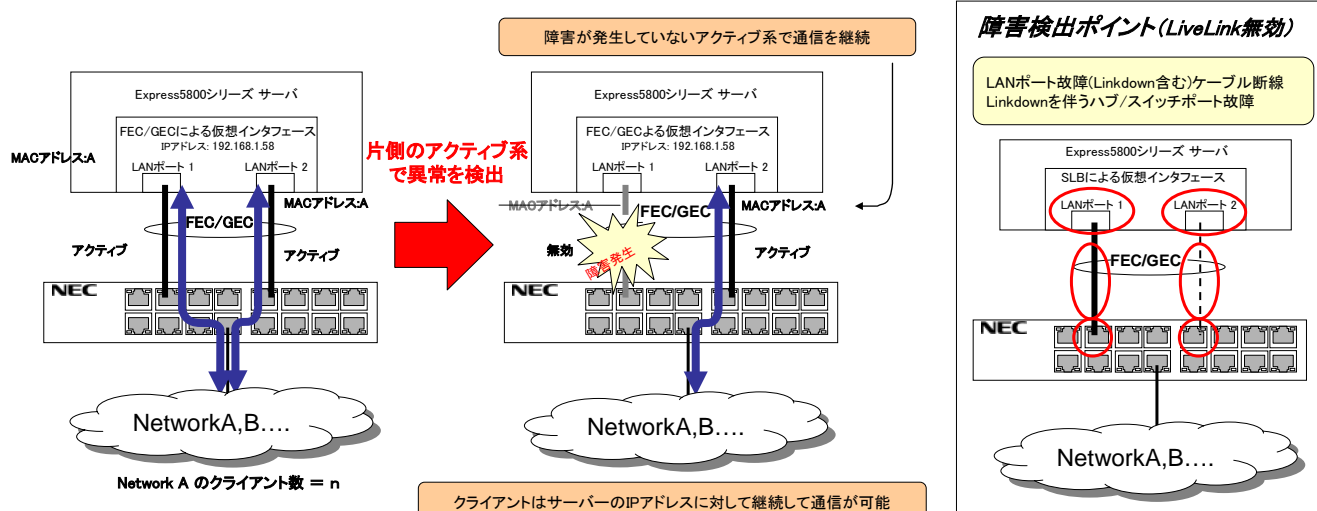 障害が発生していないアクティブ系で通信を継続
Express5800シリーズ サーバ
FEC/GECによる仮想インタフェース
IPアドレス: 192.168.1.58
LANポート 1
LANポート 2
MACアドレス:A
MACアドレス:A
FEC/GEC
アクティブ
アクティブ
NEC
NetworkA,B....
Network A のクライアント数 = n
片側のアクティブ系
で異常を検出
Express5800シリーズ サーバ
FEC/GECよる仮想インタフェース
IPアドレス: 192.168.1.58
LANポート 1
LANポート 2
MACアドレス:A
MACアドレス:A
FEC/GEC
無効
障害発生
アクティブ
NEC
NetworkA,B....
クライアントはサーバーのIPアドレスに対して継続して通信が可能
障害検出ポイント(LiveLink無効)
LANポート故障(Linkdown含む)ケーブル断線
Linkdownを伴うハブ/スイッチポート故障
Express5800シリーズ サーバ
SLBによる仮想インタフェース
LANポート 1
LANポート 2
FEC/GEC
NEC
NetworkA,B....